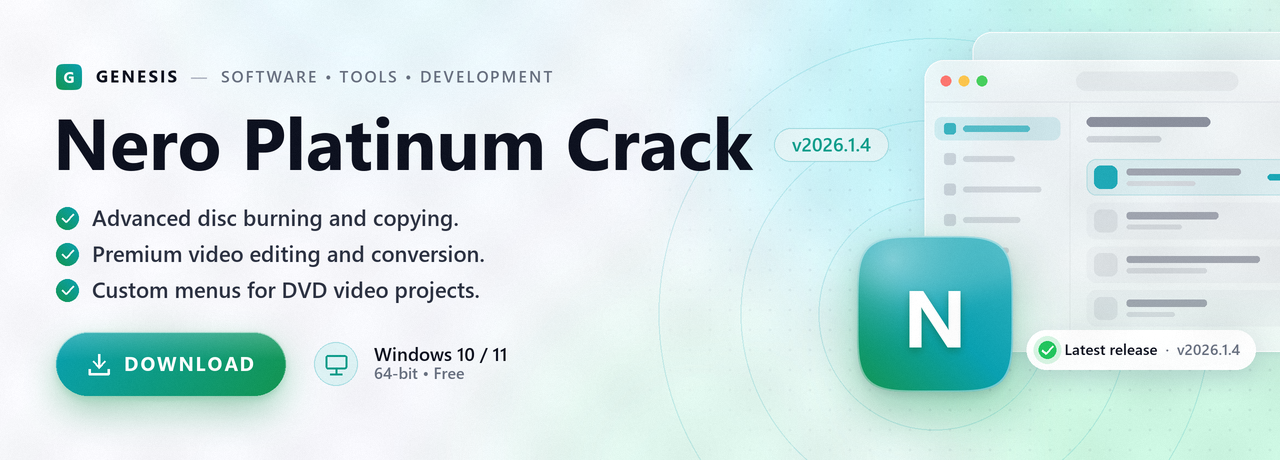 G GENESIS — SOFTWARE • TOOLS • DEVELOPMENT
Nero Platinum Crack v2026.1.4
Advanced disc burning and copying.
Premium video editing and conversion.
Custom menus for DVD video projects.
DOWNLOAD
Windows 10 / 11
64-bit • Free
N
Latest release · v2026.1.4